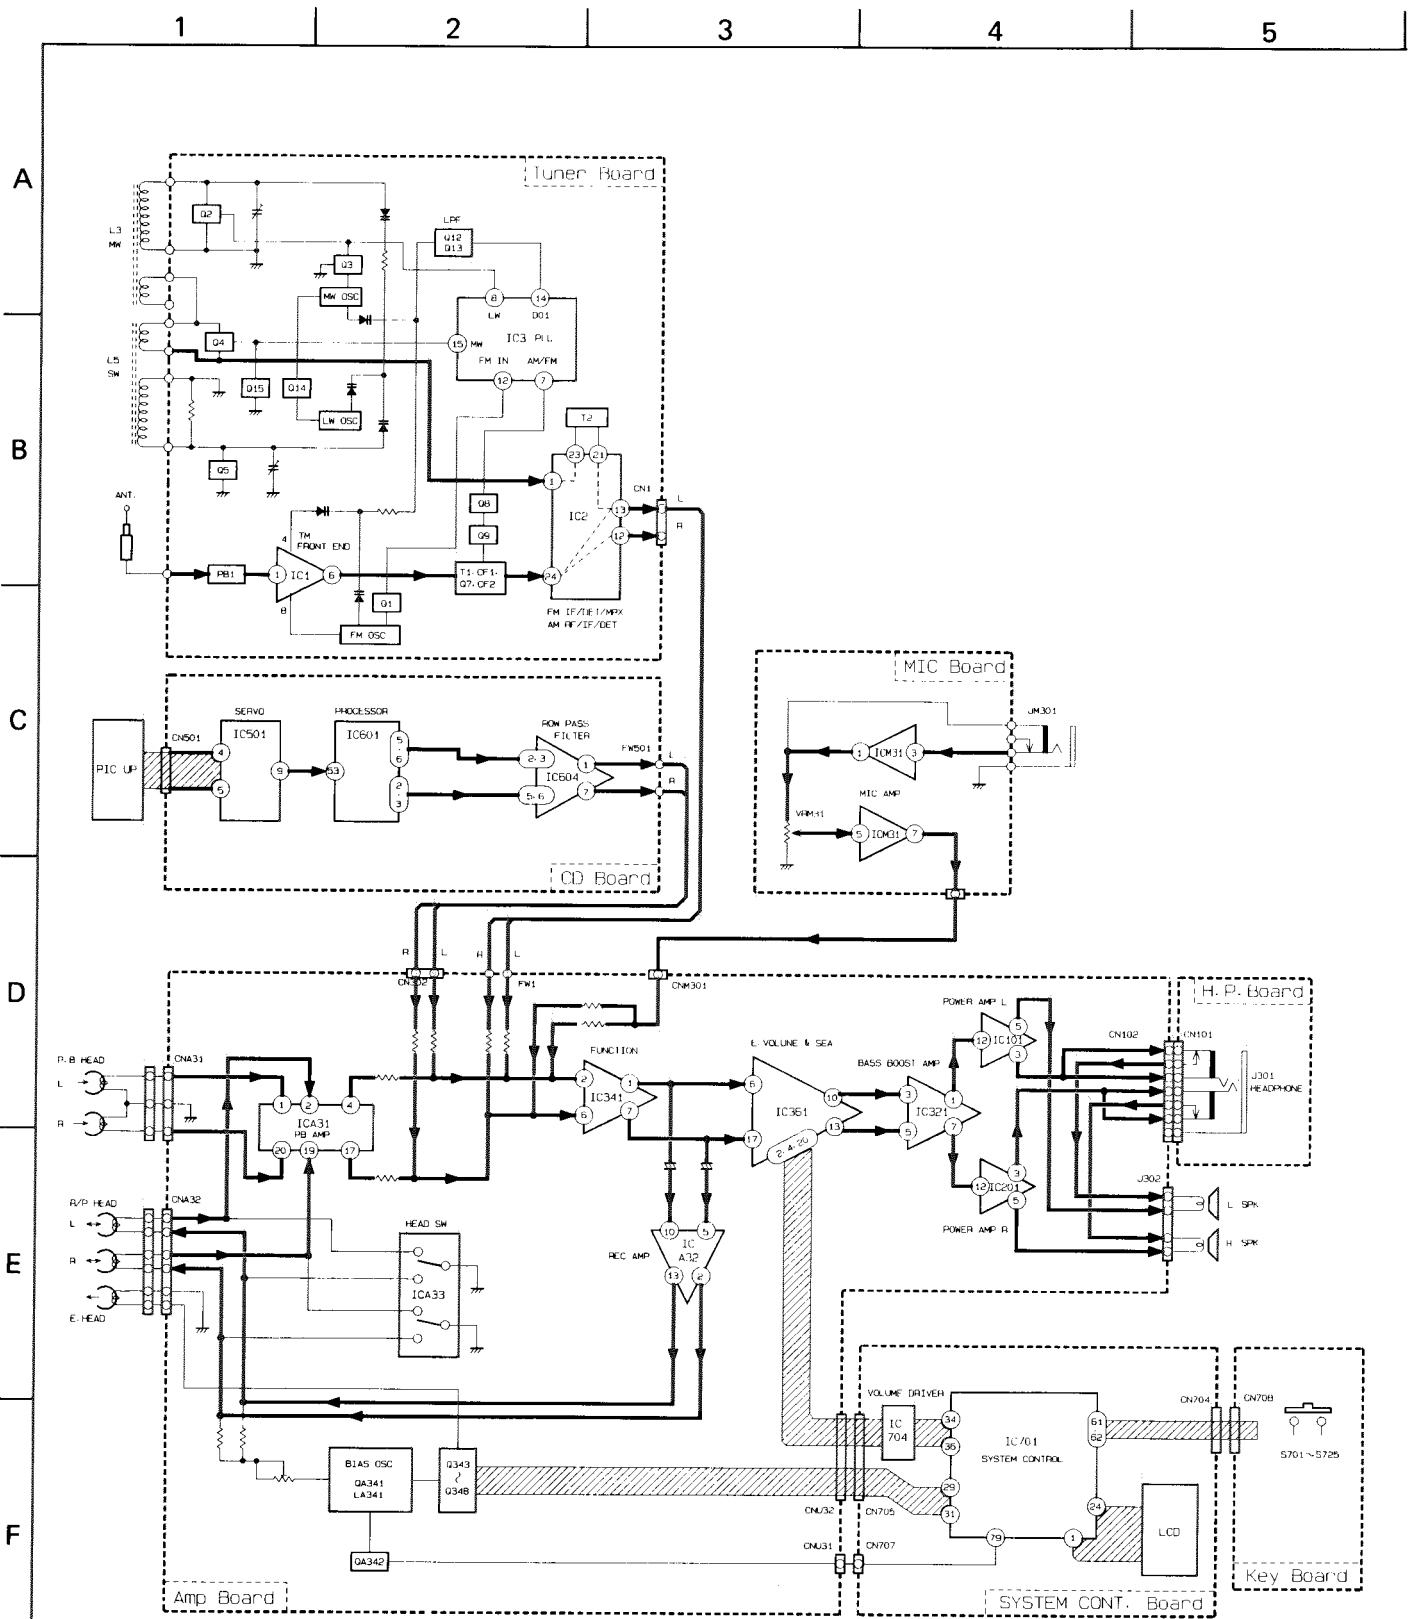 1 2 3 4 5
A
Tuner Board
L3
MW
Q2
LPF
Q12
Q13
Q3
MW OSC
8
14
LW DO1
IC3 PLL
15 MW
FM IN AM/FM
12
7
L5
SW
Q4
Q15
Q14
LW OSC
B
Q5
T2
23
21
1
IC2
CN1
L
R
13
12
24
Q8
Q9
ANT.
4
FRONT END
PB1
1
IC1
6
8
T1, CF1,
Q7, CF2
Q1
FM OSC
FM IF/DET/MPX
AM RF/IF/DET
C
MIC Board
JM301
1
ICM31
3
MIC AMP
VRM31
5
ICM31
7
PIC UP
CN501
SERVO
IC501
4
5
9
PROCESSOR
IC601
53
5
6
2
3
ROW PASS
FILTER
2, 3
5, 6
IC604
1
7
FW501
L
R
CD Board
D
R
L
R
L
CN302
FW1
CNM301
H.P. Board
P.B HEAD
L
R
CNA31
1
2
4
ICA31
PB AMP
20
19
17
FUNCTION
2
6
IC341
1
7
E.VOLUNE & SEA
6
17
IC361
10
13
2, 4, 20
BASS BOOST AMP
3
5
IC321
1
7
POWER AMP L
12
IC101
5
3
CN102
CN101
J301
HEADPHONE
12
IC201
3
5
POWER AMP R
J302
L SPK
SPK
E
R/P HEAD
L
R
E.HEAD
CNA32
HEAD SW
ICA33
REC AMP
10
5
IC
A32
13
2
F
BIAS OSC
QA341
LA341
Q343
Q348
QA342
VOLUME DRIVER
IC
704
34
36
29
31
IC701
SYSTEM CONTROL
61
62
24
79
1
LCD
CN704
CN708
S701~S725
CNU32
CN705
CNU31
CN707
Amp Board
SYSTEM CONT. Board
Key Board